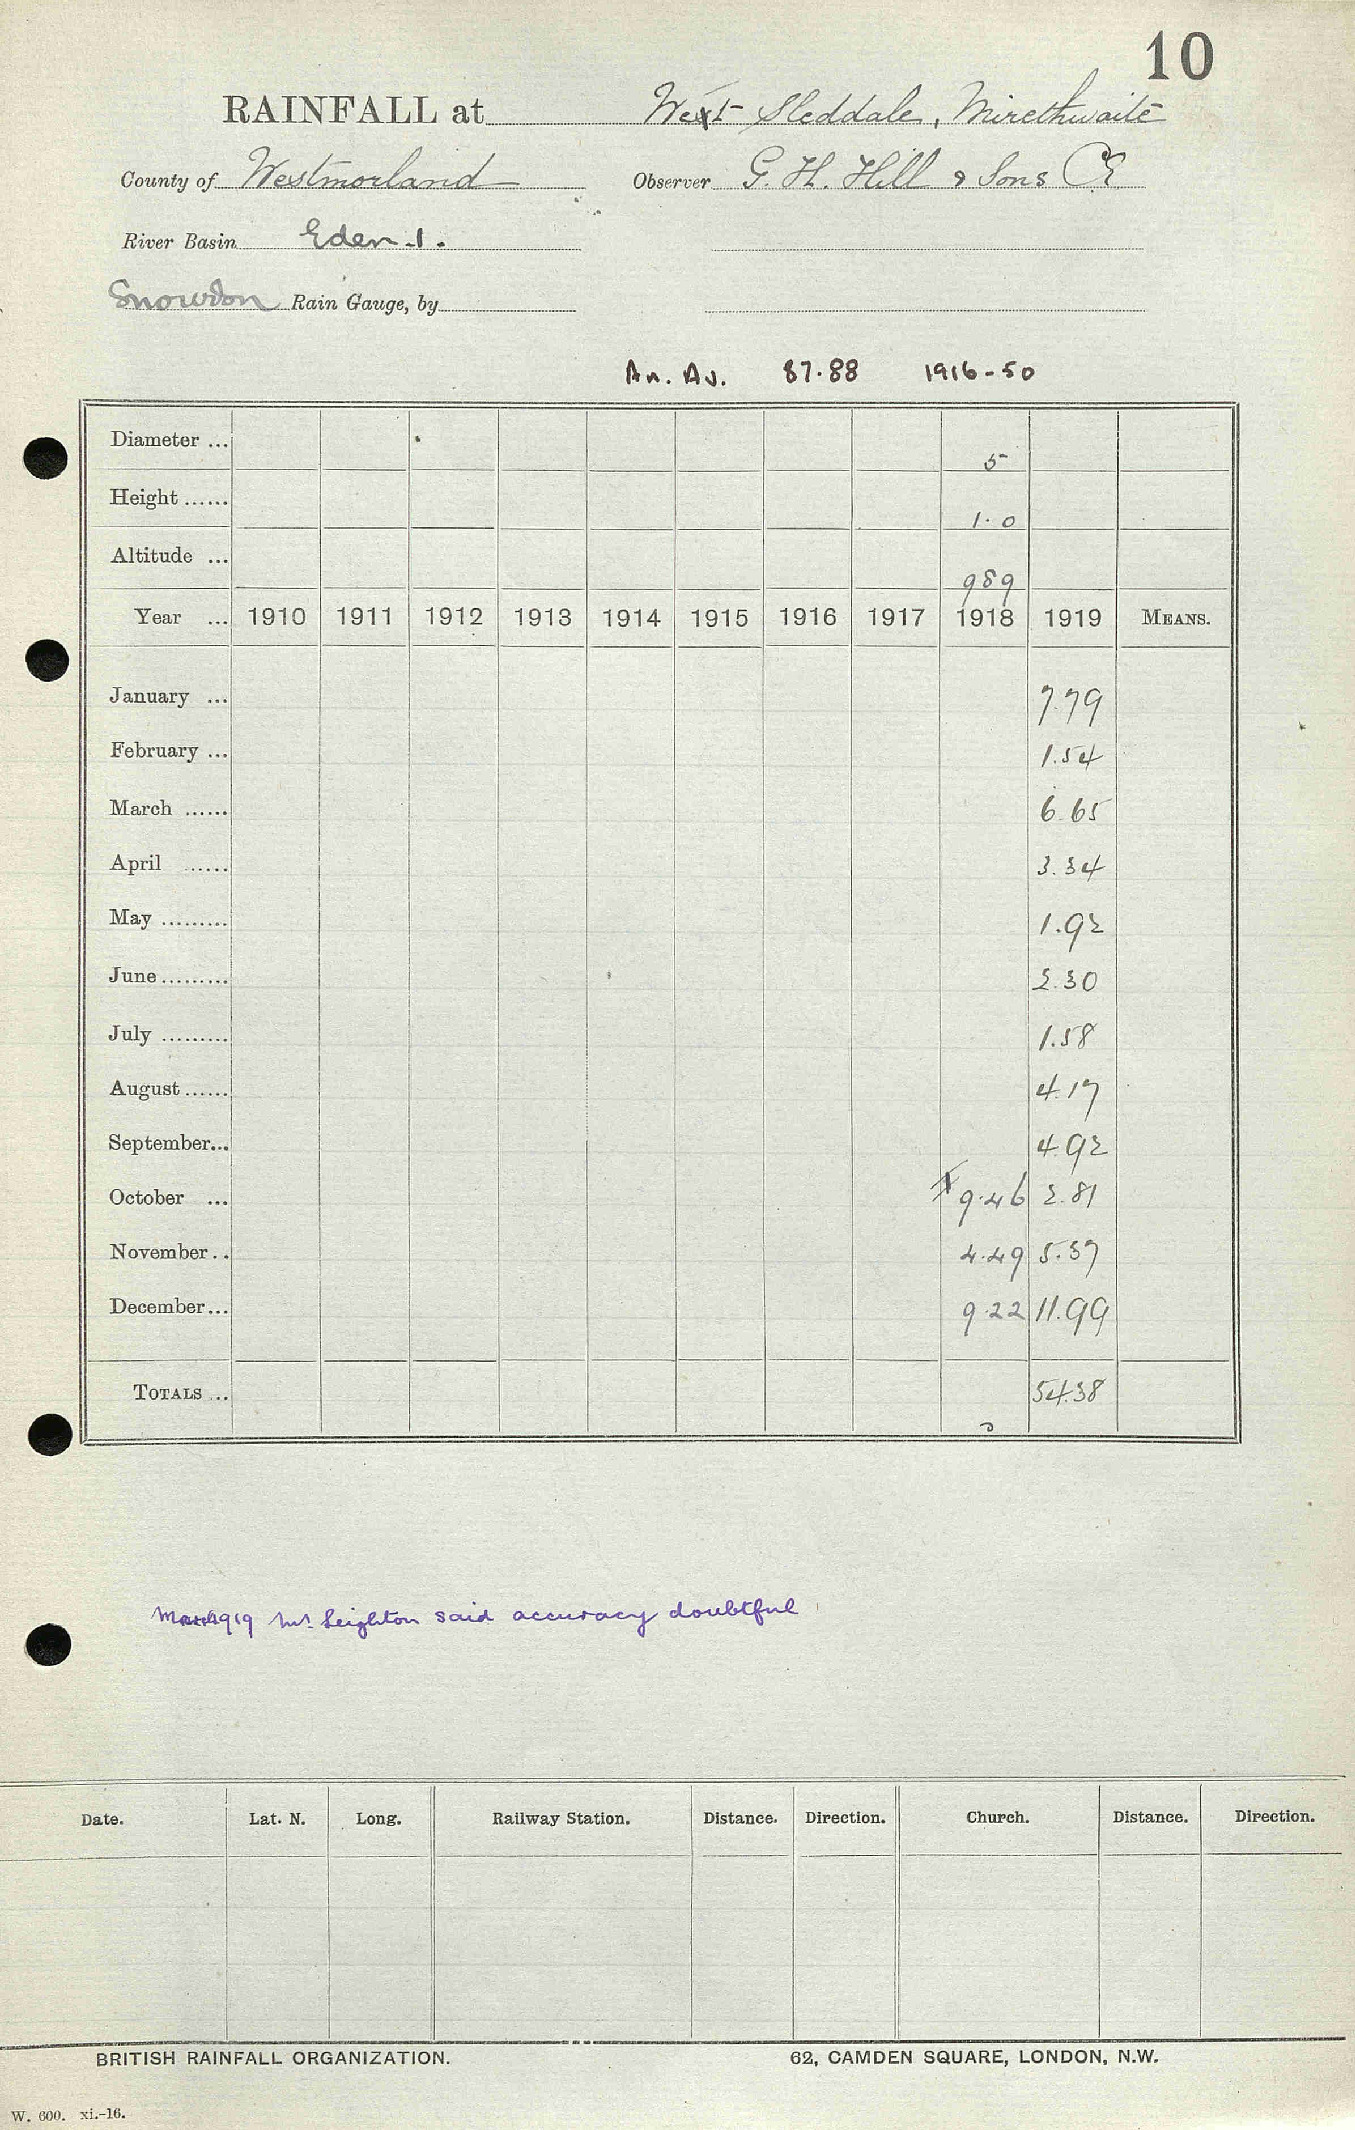 10
RAINFALL at West Sleddale, Mirethwaite
County of Westmorland Observer G. H. Hill & Sons CE
River Basin Eden 1.
Snowdon Rain Gauge, by
An. Av. 87.88 1916-50
Diameter ... 5
Height ...... 1.0
Altitude ... 989
Year ... 1910 1911 1912 1913 1914 1915 1916 1917 1918 1919 MEANS.
January ... 7.79
February ... 1.54
March ...... 6.65
April ...... 3.34
May ......... 1.92
June ......... 2.30
July ......... 1.58
August ...... 4.17
September... 4.92
October ... 9.46 2.81
November.. 4.49 5.37
December... 9.22 11.99
TOTALS ... 54.38
March 1919 Mr. Leighton said accuracy doubtful
Date. Lat. N. Long. Railway Station. Distance. Direction. Church. Distance. Direction.
BRITISH RAINFALL ORGANIZATION. 62, CAMDEN SQUARE, LONDON, N.W.
W. 600. xi.-16.